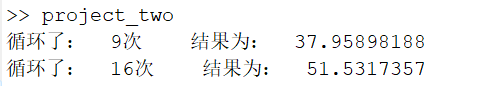 >> project_two
循环了： 9次 结果为： 37.95898188
循环了： 16次 结果为： 51.5317357